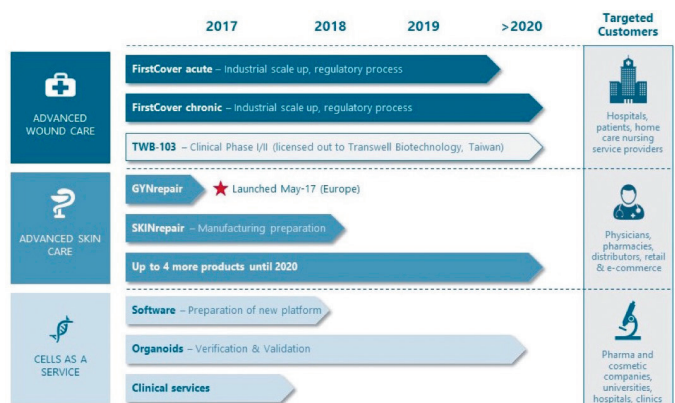 2017 2018 2019 >2020 Targeted
Customers
ADVANCED
WOUND CARE
FirstCover acute – Industrial scale up, regulatory process
FirstCover chronic – Industrial scale up, regulatory process
TWB-103 – Clinical Phase I/II (licensed out to Transwell Biotechnology, Taiwan)
Hospitals,
patients, home
care nursing
service providers
ADVANCED SKIN
CARE
GYNrepair
Launched May-17 (Europe)
SKINrepair – Manufacturing preparation
Up to 4 more products until 2020
Physicians,
pharmacies,
distributors, retail
& e-commerce
CELLS AS A
SERVICE
Software – Preparation of new platform
Organoids – Verification & Validation
Clinical services
Pharma and
cosmetic
companies,
universities,
hospitals, clinics